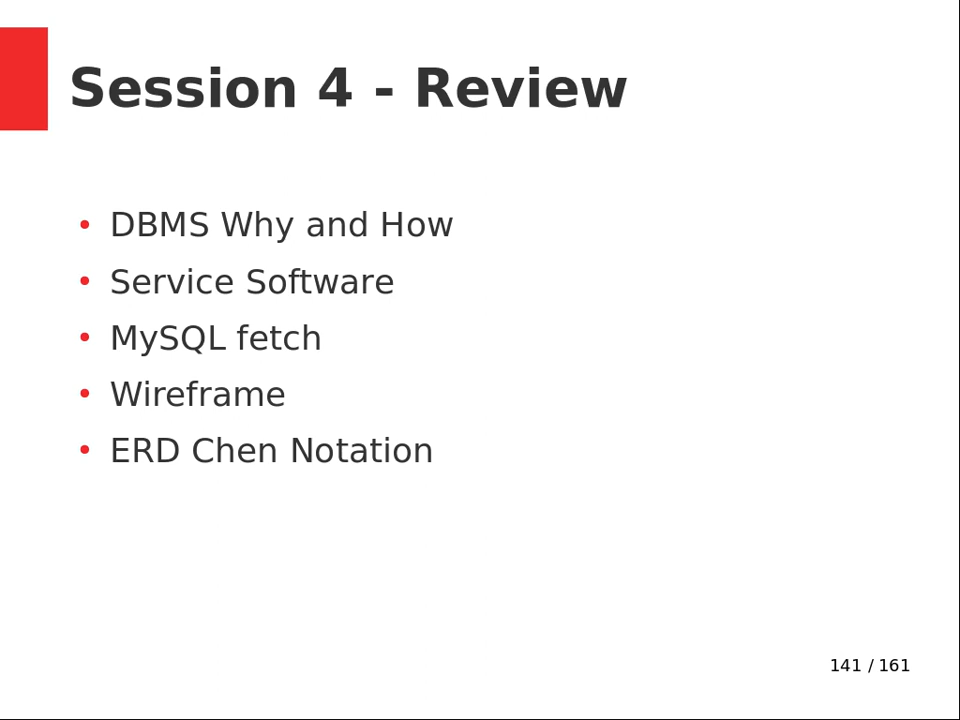 Session 4 - Review
• DBMS Why and How
• Service Software
• MySQL fetch
• Wireframe
• ERD Chen Notation
141 / 161